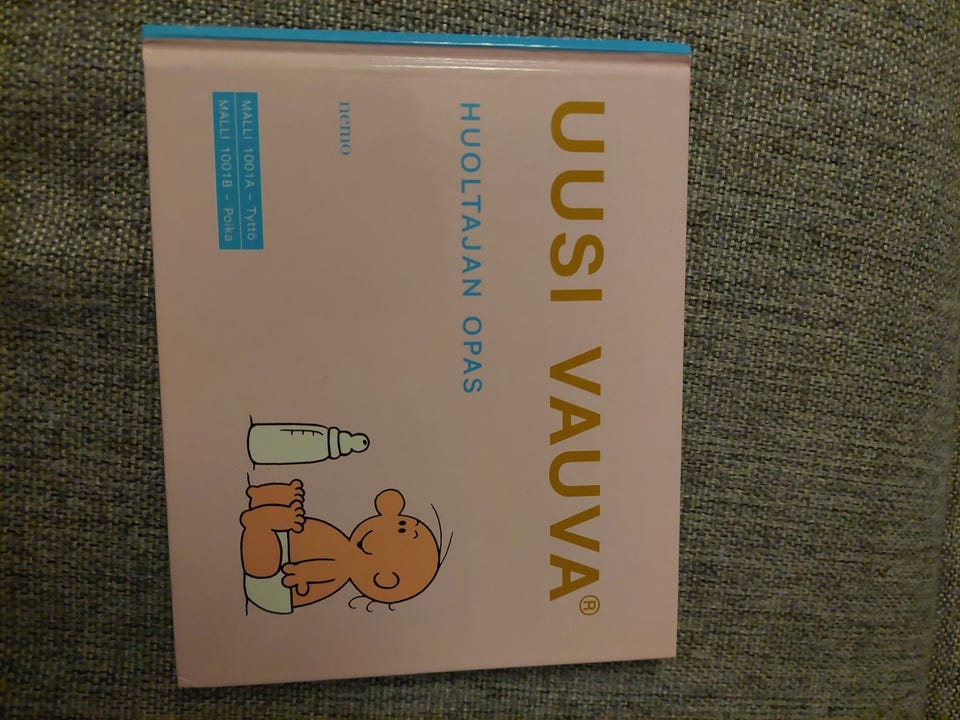 UUSI VAUVA®
HUOLTAJAN OPAS
nemo
MALLI 1001A – Tyttö
MALLI 1001B – Poika